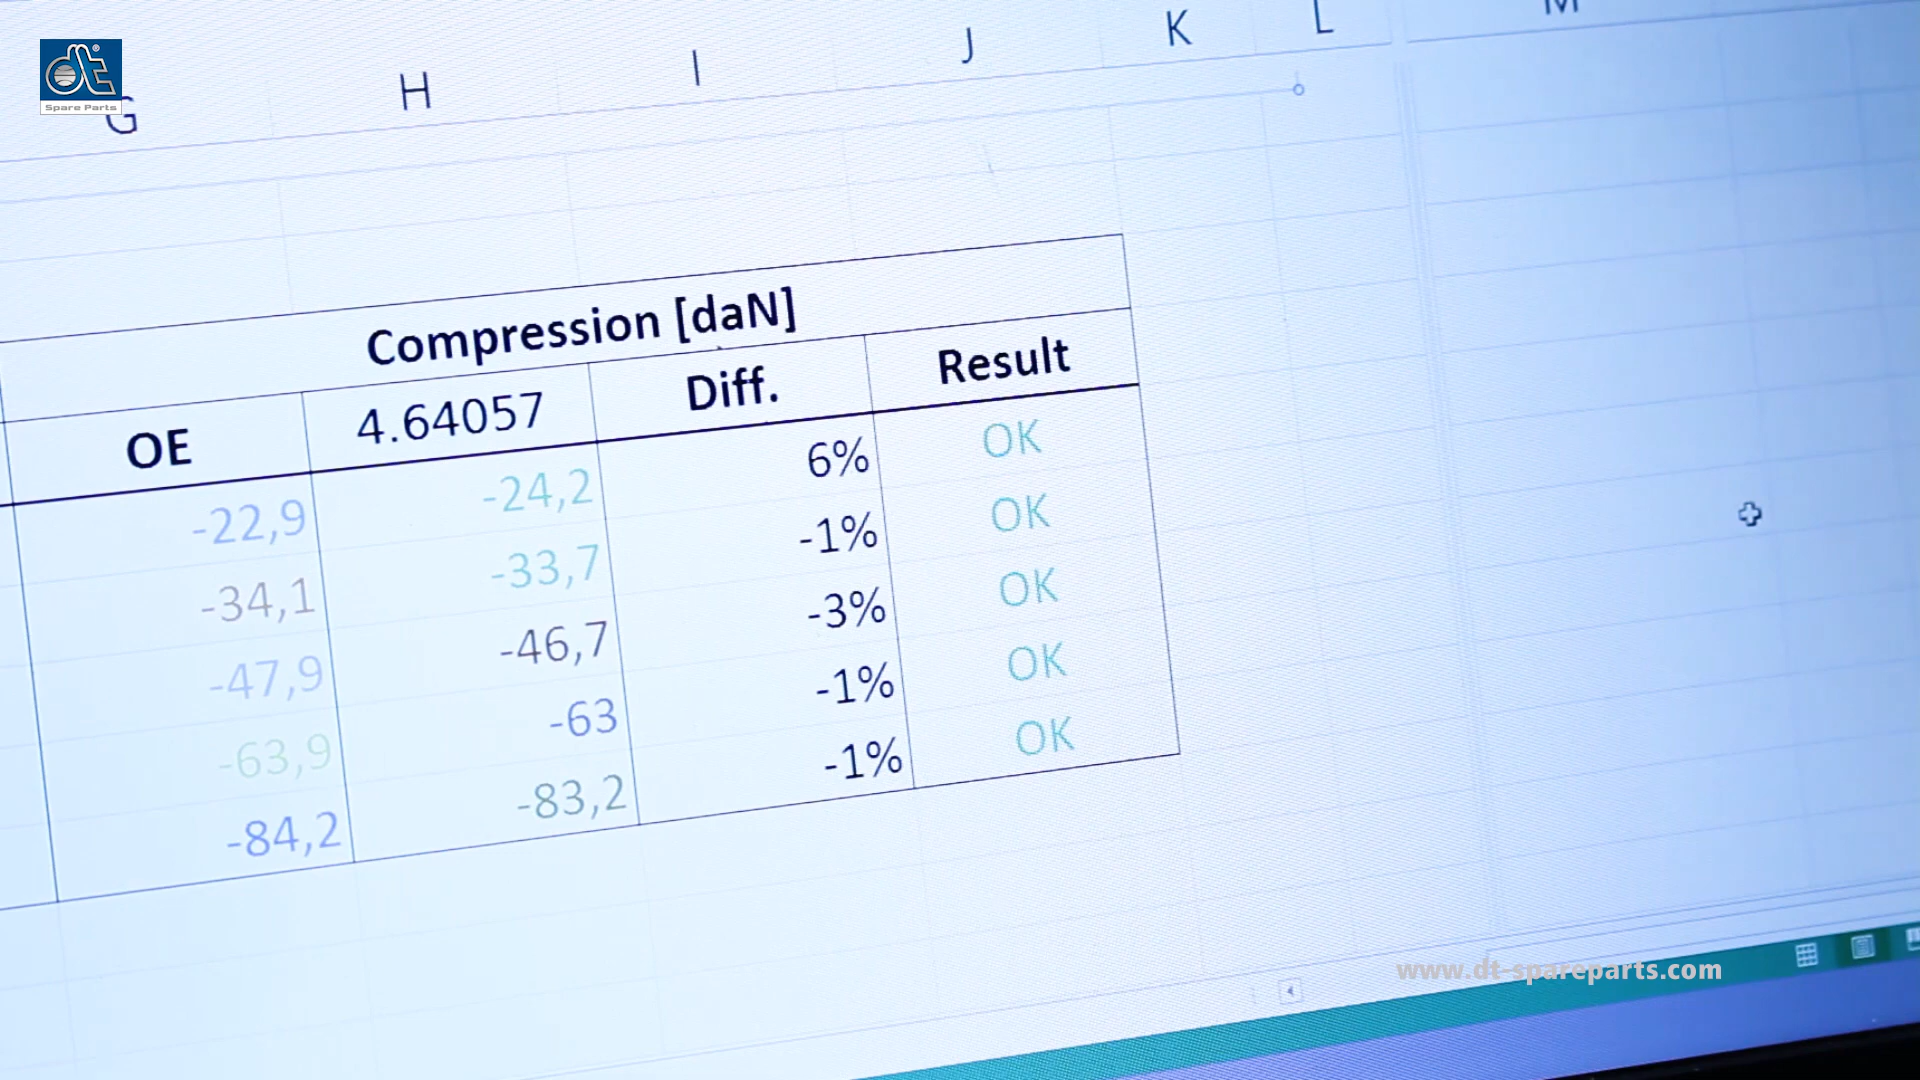 dt®
Spare Parts
G H I J K L M
Compression [daN]
OE 4.64057 Diff. Result
-22,9 -24,2 6% OK
-34,1 -33,7 -1% OK
-47,9 -46,7 -3% OK
-63,9 -63 -1% OK
-84,2 -83,2 -1% OK
www.dt-spareparts.com